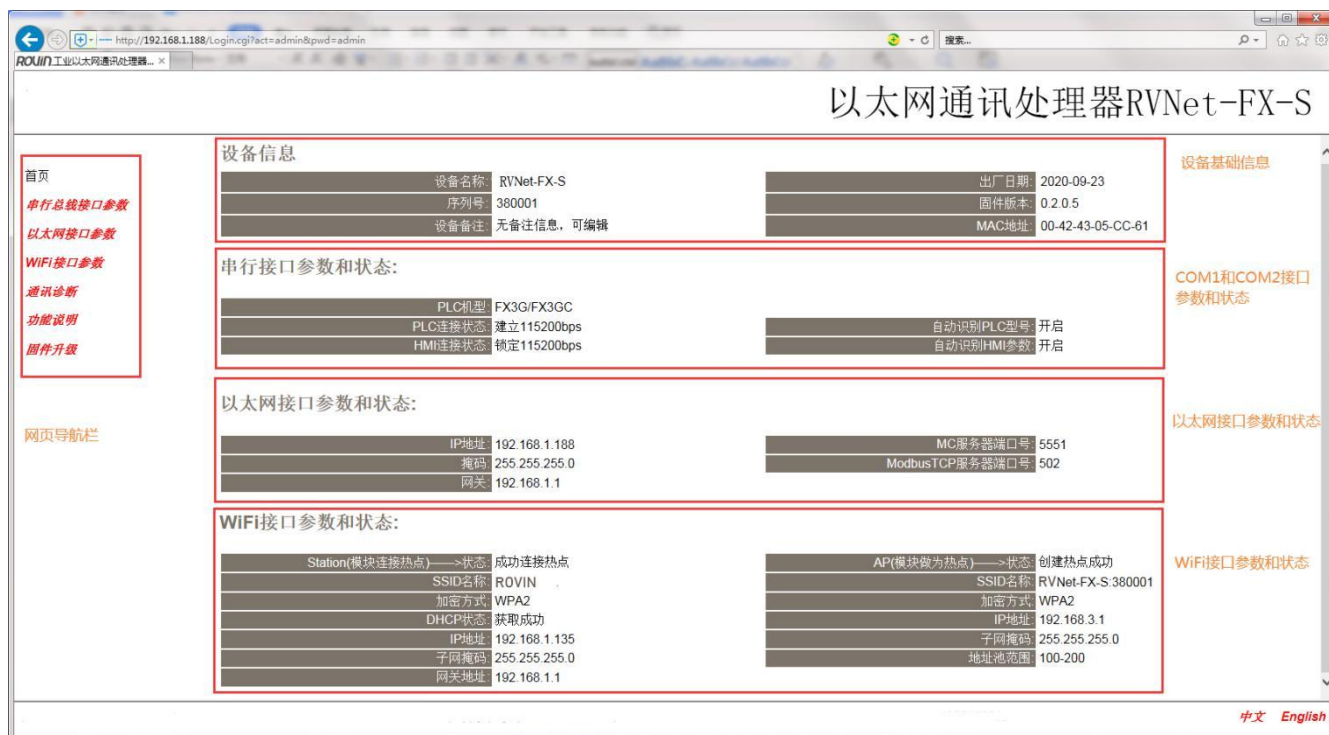 http://192.168.1.188/Login.cgi?act=admin&pwd=admin
搜索...
ROVIN工业以太网通讯处理器...
以太网通讯处理器RVNet-FX-S
首页
串行总线接口参数
以太网接口参数
WiFi接口参数
通讯诊断
功能说明
固件升级
网页导航栏
设备信息
设备名称: RVNet-FX-S 出厂日期: 2020-09-23
序列号: 380001 固件版本: 0.2.0.5
设备备注: 无备注信息，可编辑 MAC地址: 00-42-43-05-CC-61
设备基础信息
串行接口参数和状态:
PLC机型: FX3G/FX3GC
PLC连接状态: 建立115200bps 自动识别PLC型号: 开启
HMI连接状态: 锁定115200bps 自动识别HMI参数: 开启
COM1和COM2接口
参数和状态
以太网接口参数和状态:
IP地址: 192.168.1.188 MC服务器端口号: 5551
掩码: 255.255.255.0 ModbusTCP服务器端口号: 502
网关: 192.168.1.1
以太网接口参数和状态
WiFi接口参数和状态:
Station(模块连接热点)——>状态: 成功连接热点 AP(模块做为热点)——>状态: 创建热点成功
SSID名称: ROVIN SSID名称: RVNet-FX-S:380001
加密方式: WPA2 加密方式: WPA2
DHCP状态: 获取成功 IP地址: 192.168.3.1
IP地址: 192.168.1.135 子网掩码: 255.255.255.0
子网掩码: 255.255.255.0 地址池范围: 100-200
网关地址: 192.168.1.1
WiFi接口参数和状态
中文 English